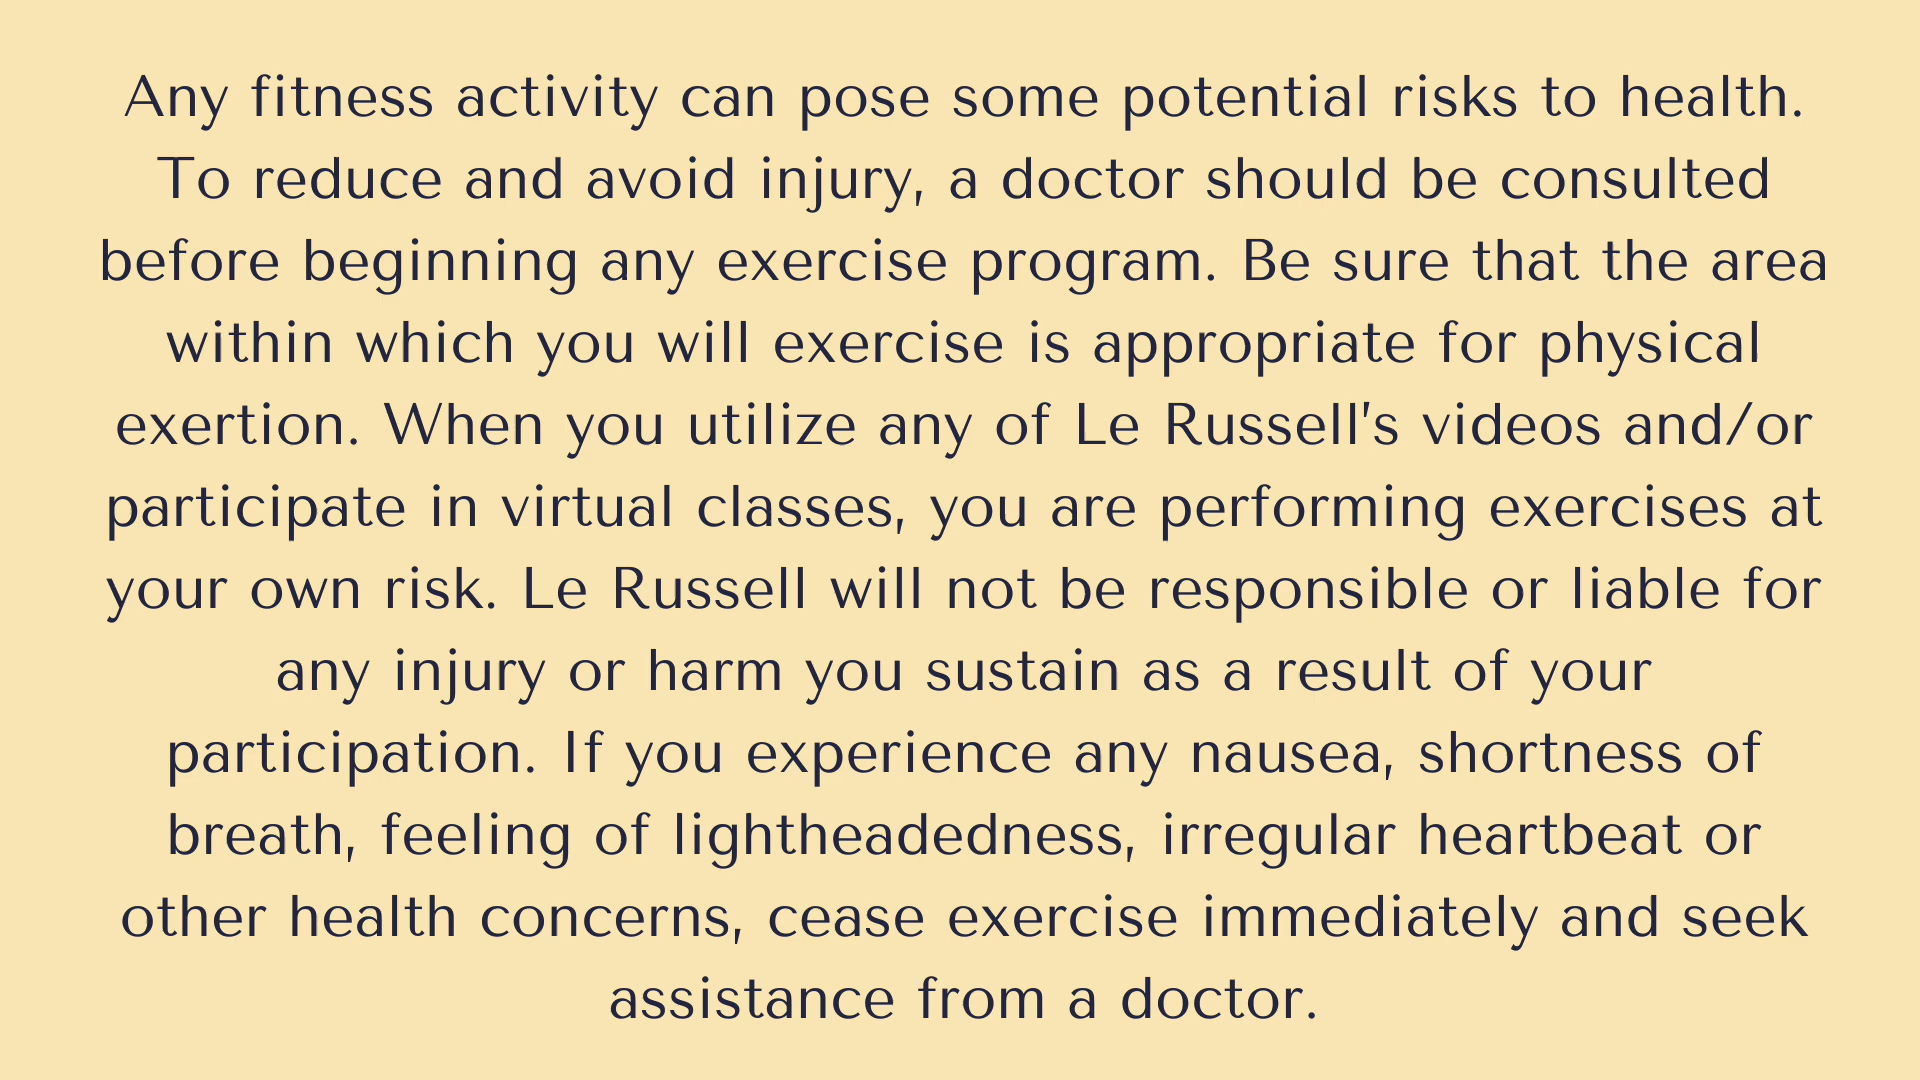 Any fitness activity can pose some potential risks to health.
To reduce and avoid injury, a doctor should be consulted
before beginning any exercise program. Be sure that the area
within which you will exercise is appropriate for physical
exertion. When you utilize any of Le Russell's videos and/or
participate in virtual classes, you are performing exercises at
your own risk. Le Russell will not be responsible or liable for
any injury or harm you sustain as a result of your
participation. If you experience any nausea, shortness of
breath, feeling of lightheadedness, irregular heartbeat or
other health concerns, cease exercise immediately and seek
assistance from a doctor.